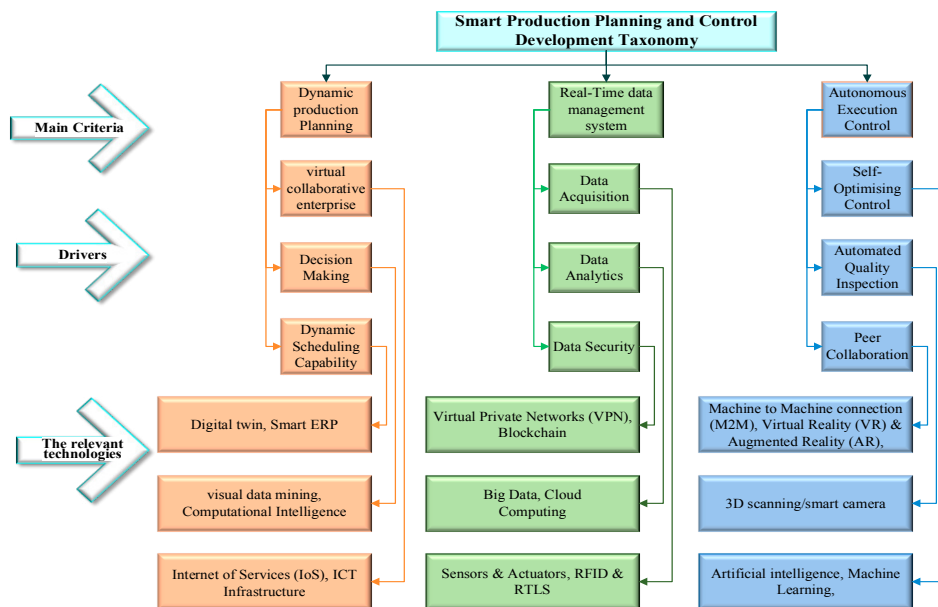 Smart Production Planning and Control
Development Taxonomy
Main Criteria
Dynamic
production
Planning
Real-Time data
management
system
Autonomous
Execution
Control
Drivers
virtual
collaborative
enterprise
Data
Acquisition
Self-
Optimising
Control
Decision
Making
Data
Analytics
Automated
Quality
Inspection
Dynamic
Scheduling
Capability
Data Security
Peer
Collaboration
The relevant
technologies
Digital twin, Smart ERP
Virtual Private Networks (VPN),
Blockchain
Machine to Machine connection
(M2M), Virtual Reality (VR) &
Augmented Reality (AR),
visual data mining,
Computational Intelligence
Big Data, Cloud
Computing
3D scanning/smart camera
Internet of Services (IoS), ICT
Infrastructure
Sensors & Actuators, RFID &
RTLS
Artificial intelligence, Machine
Learning,